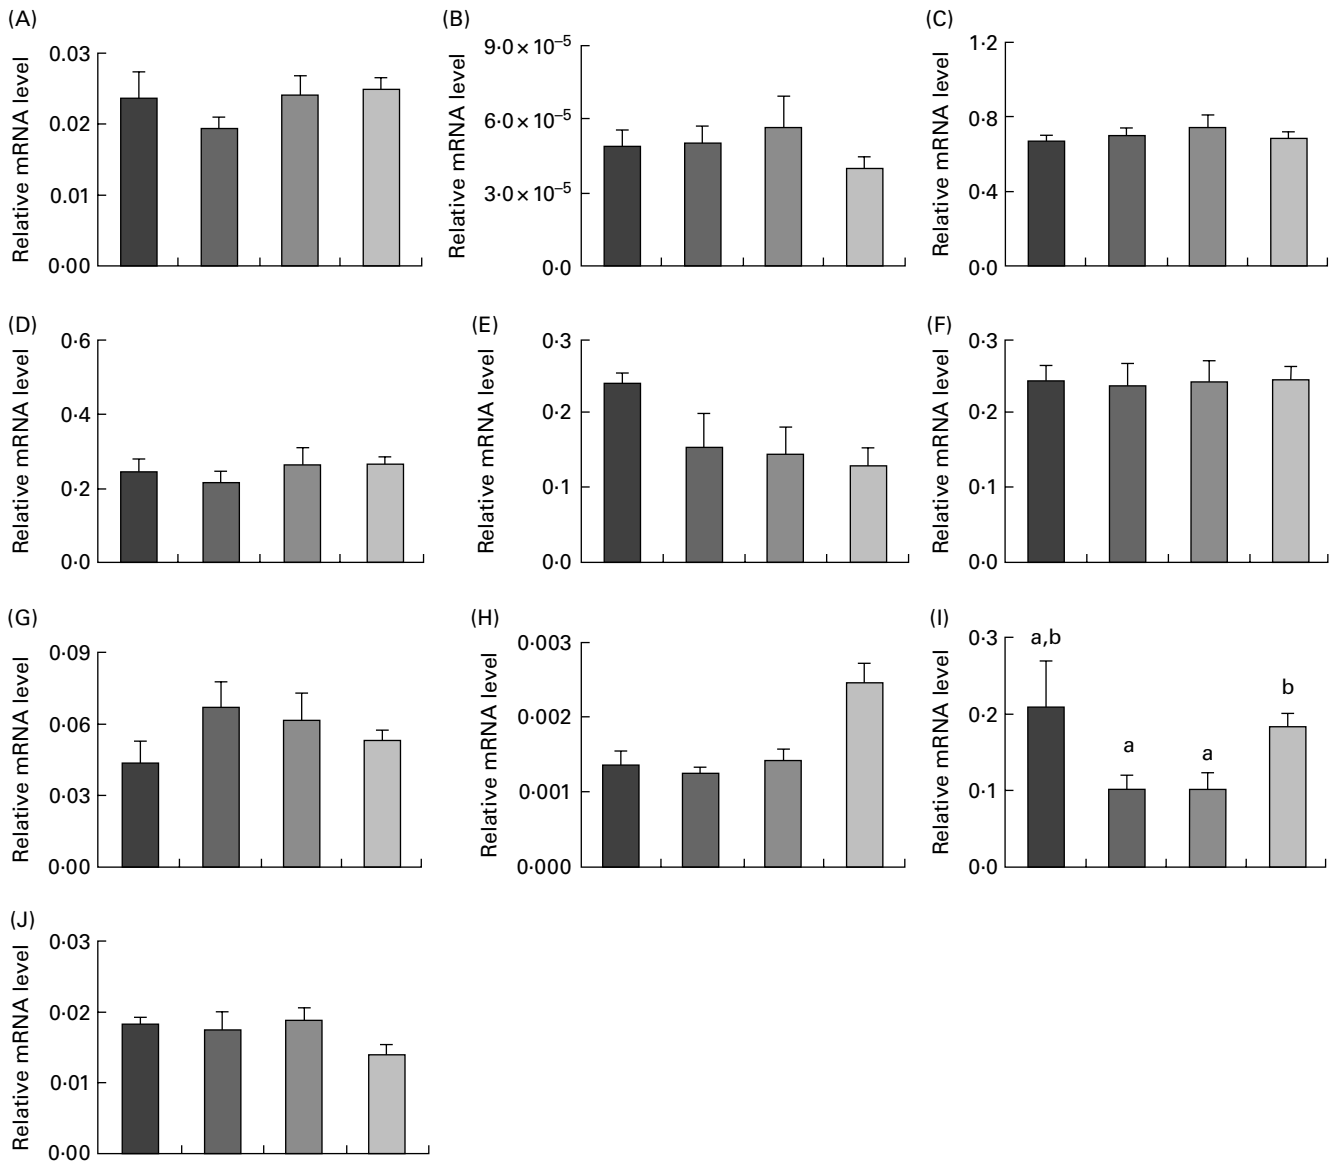 (A)
Relative mRNA level
0·03
0·02
0·01
0·00
(B)
Relative mRNA level
9·0×10–5
6·0×10–5
3·0×10–5
0·0
(C)
Relative mRNA level
1·2
0·8
0·4
0·0
(D)
Relative mRNA level
0·6
0·4
0·2
0·0
(E)
Relative mRNA level
0·3
0·2
0·1
0·0
(F)
Relative mRNA level
0·3
0·2
0·1
0·0
(G)
Relative mRNA level
0·09
0·06
0·03
0·00
(H)
Relative mRNA level
0·003
0·002
0·001
0·000
(I)
Relative mRNA level
0·3
0·2
0·1
0·0
a,b
a
a
b
(J)
Relative mRNA level
0·03
0·02
0·01
0·00